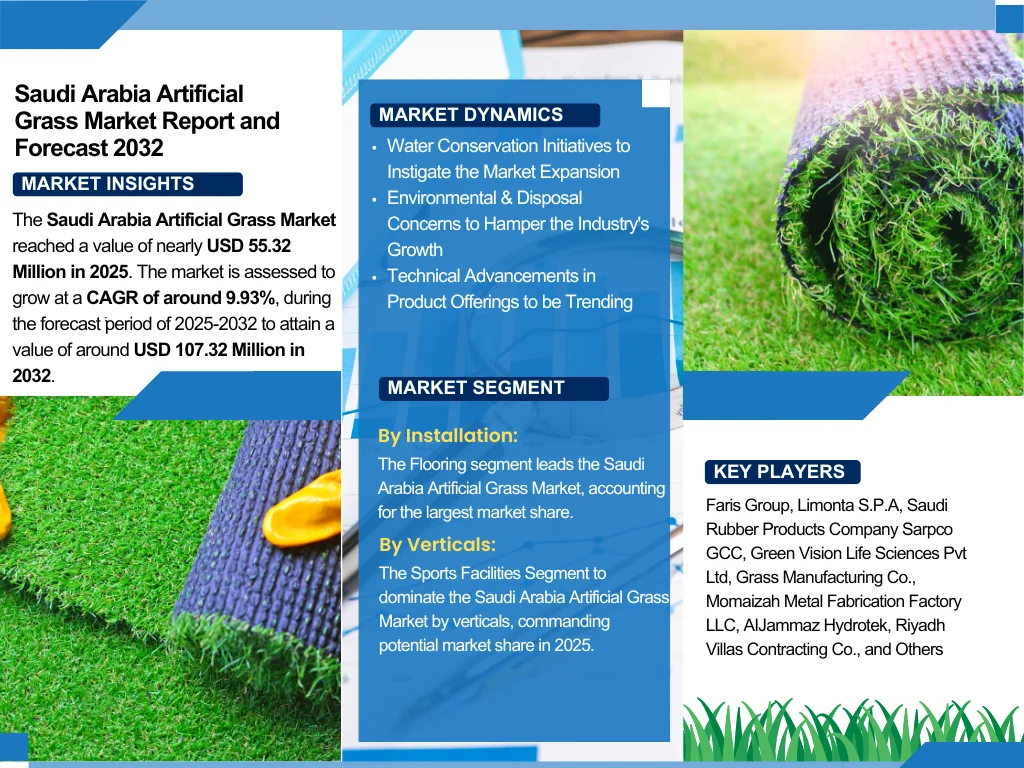 Saudi Arabia Artificial
Grass Market Report and
Forecast 2032
MARKET INSIGHTS
The Saudi Arabia Artificial Grass Market
reached a value of nearly USD 55.32
Million in 2025. The market is assessed to
grow at a CAGR of around 9.93%, during
the forecast period of 2025-2032 to attain a
value of around USD 107.32 Million in
2032.
MARKET DYNAMICS
• Water Conservation Initiatives to
Instigate the Market Expansion
• Environmental & Disposal
Concerns to Hamper the Industry's
Growth
• Technical Advancements in
Product Offerings to be Trending
MARKET SEGMENT
By Installation:
The Flooring segment leads the Saudi
Arabia Artificial Grass Market, accounting
for the largest market share.
By Verticals:
The Sports Facilities Segment to
dominate the Saudi Arabia Artificial Grass
Market by verticals, commanding
potential market share in 2025.
KEY PLAYERS
Faris Group, Limonta S.P.A, Saudi
Rubber Products Company Sarpco
GCC, Green Vision Life Sciences Pvt
Ltd, Grass Manufacturing Co.,
Momaizah Metal Fabrication Factory
LLC, AlJammaz Hydrotek, Riyadh
Villas Contracting Co., and Others